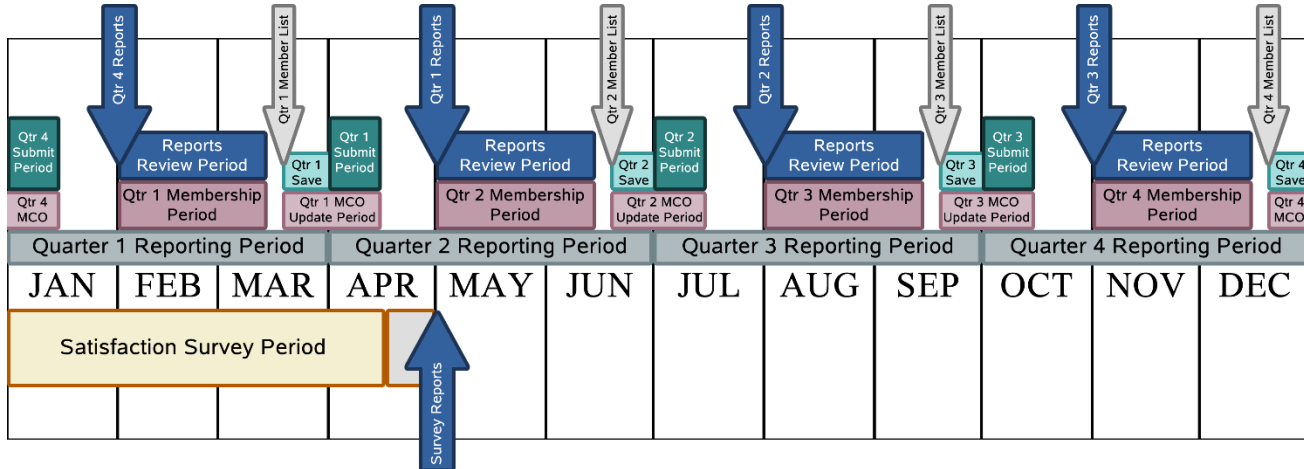 Qtr 4 Reports
Qtr 1 Member List
Qtr 1 Reports
Qtr 2 Member List
Qtr 2 Reports
Qtr 3 Member List
Qtr 3 Reports
Qtr 4 Member List
Qtr 4
Submit
Period
Reports
Review Period
Qtr 1
Save
Qtr 1
Submit
Period
Reports
Review Period
Qtr 2
Save
Qtr 2
Submit
Period
Reports
Review Period
Qtr 3
Save
Qtr 3
Submit
Period
Reports
Review Period
Qtr 4
Save
Qtr 4
MCO
Qtr 1 Membership
Period
Qtr 1 MCO
Update Period
Qtr 2 Membership
Period
Qtr 2 MCO
Update Period
Qtr 3 Membership
Period
Qtr 3 MCO
Update Period
Qtr 4 Membership
Period
Qtr 4
MCO
Quarter 1 Reporting Period
Quarter 2 Reporting Period
Quarter 3 Reporting Period
Quarter 4 Reporting Period
JAN
FEB
MAR
APR
MAY
JUN
JUL
AUG
SEP
OCT
NOV
DEC
Satisfaction Survey Period
Survey Reports